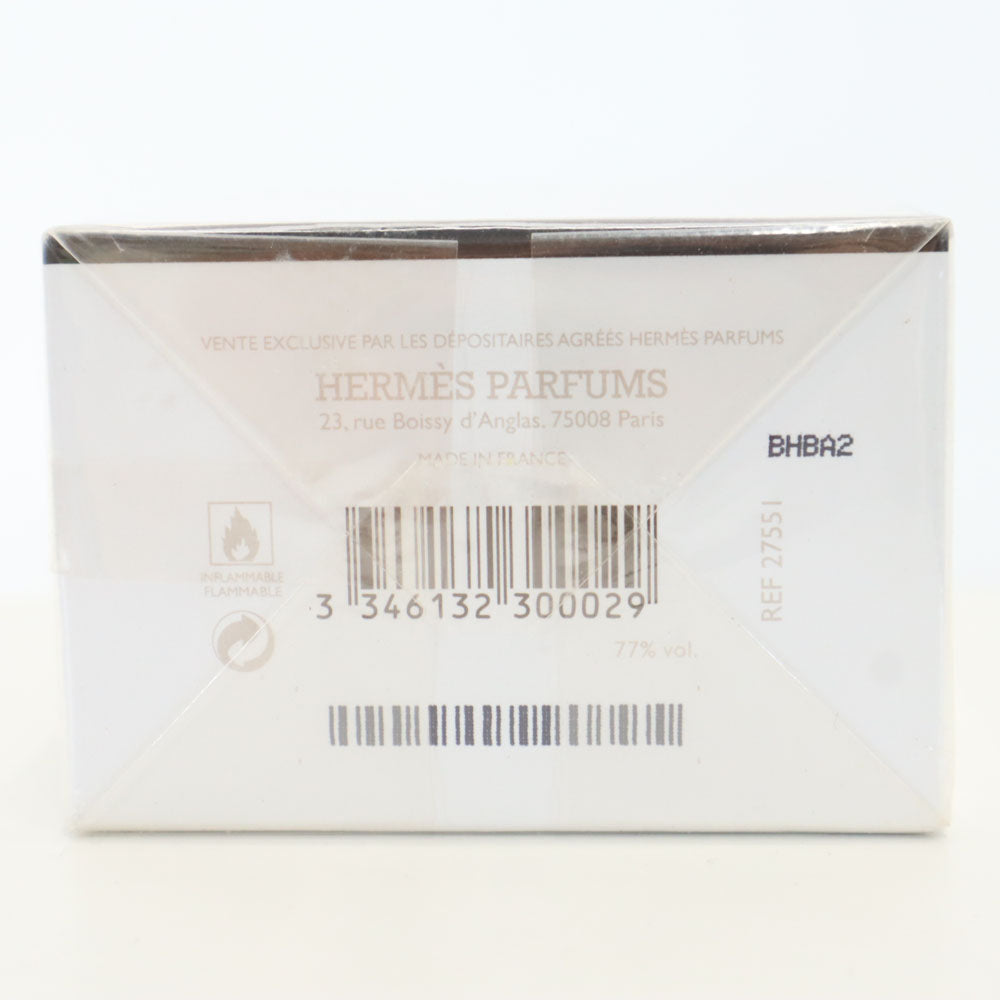 VENTE EXCLUSIVE PAR LES DÉPOSITAIRES AGRÉÉS HERMÈS PARFUMS
HERMÈS PARFUMS
23, rue Boissy d'Anglas. 75008 Paris
MADE IN FRANCE
BHBA2
REF 27551
INFLAMMABLE
FLAMMABLE
3 346132 300029
77% vol.